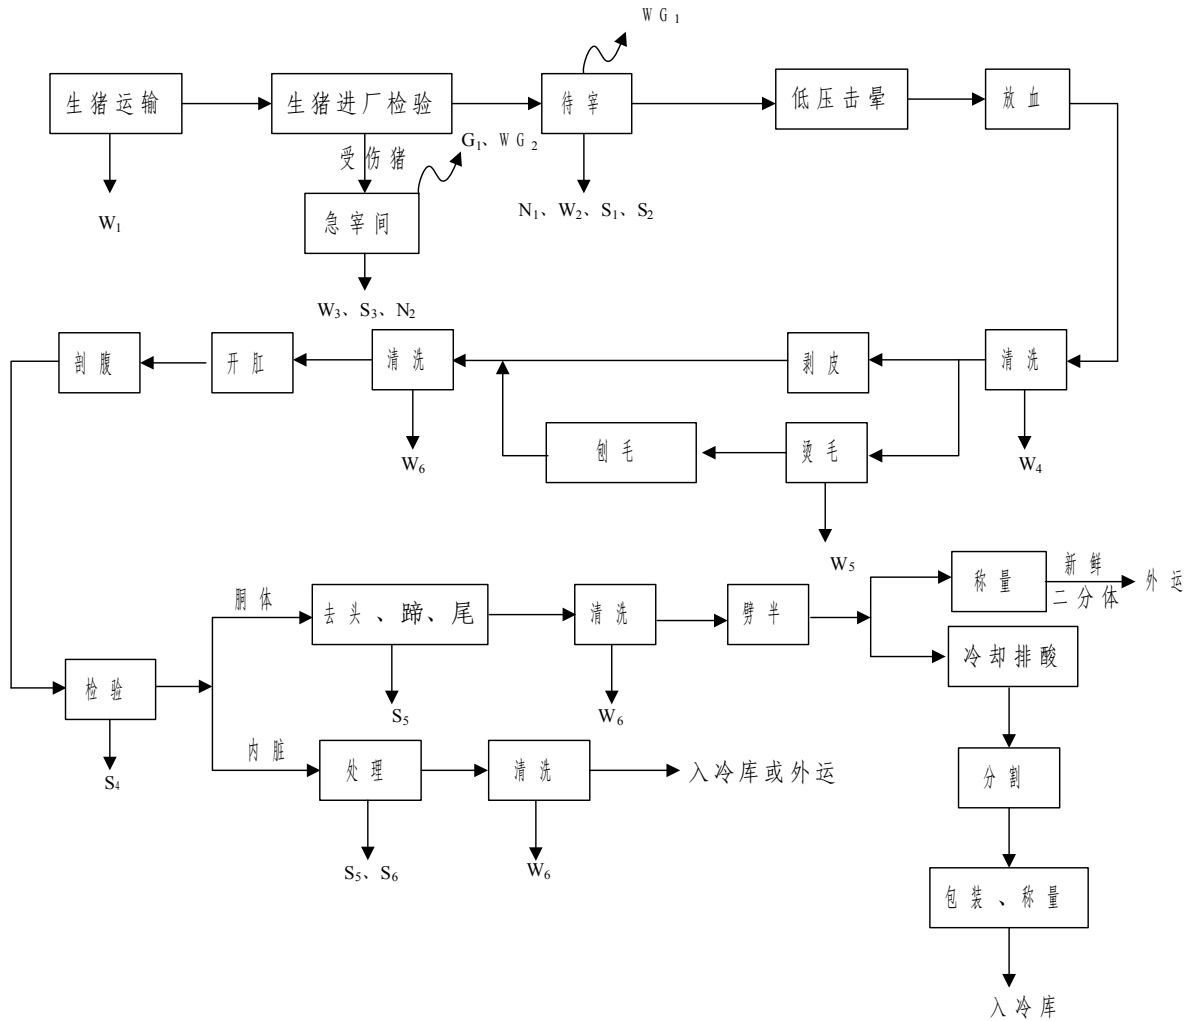 WG₁
生猪运输
生猪进厂检验
待宰
低压击晕
放血
受伤猪
G₁、WG₂
W₁
急宰间
N₁、W₂、S₁、S₂
W₃、S₃、N₂
剖腹
开肛
清洗
剥皮
清洗
刨毛
烫毛
W₆
W₄
W₅
胴体
去头、蹄、尾
清洗
劈半
称量
新鲜
二分体
外运
冷却排酸
检验
S₅
W₆
S₄
内脏
处理
清洗
入冷库或外运
分割
S₅、S₆
W₆
包装、称量
入冷库